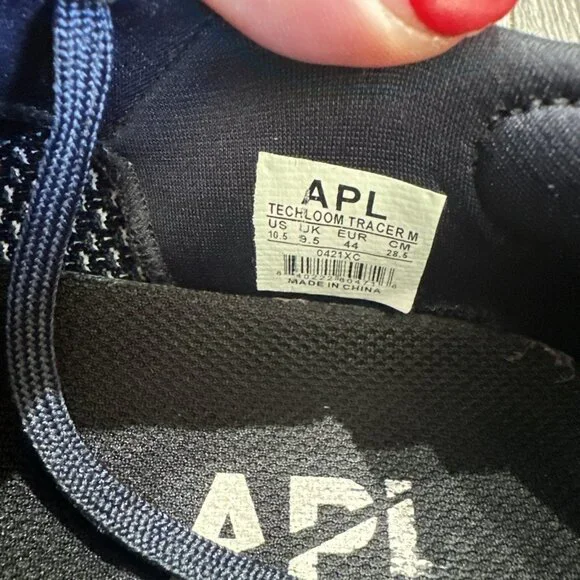 APL
TECHLOOM TRACER M
US UK EUR CM
10.5 9.5 44 28.5
0421XC
MADE IN CHINA
APL